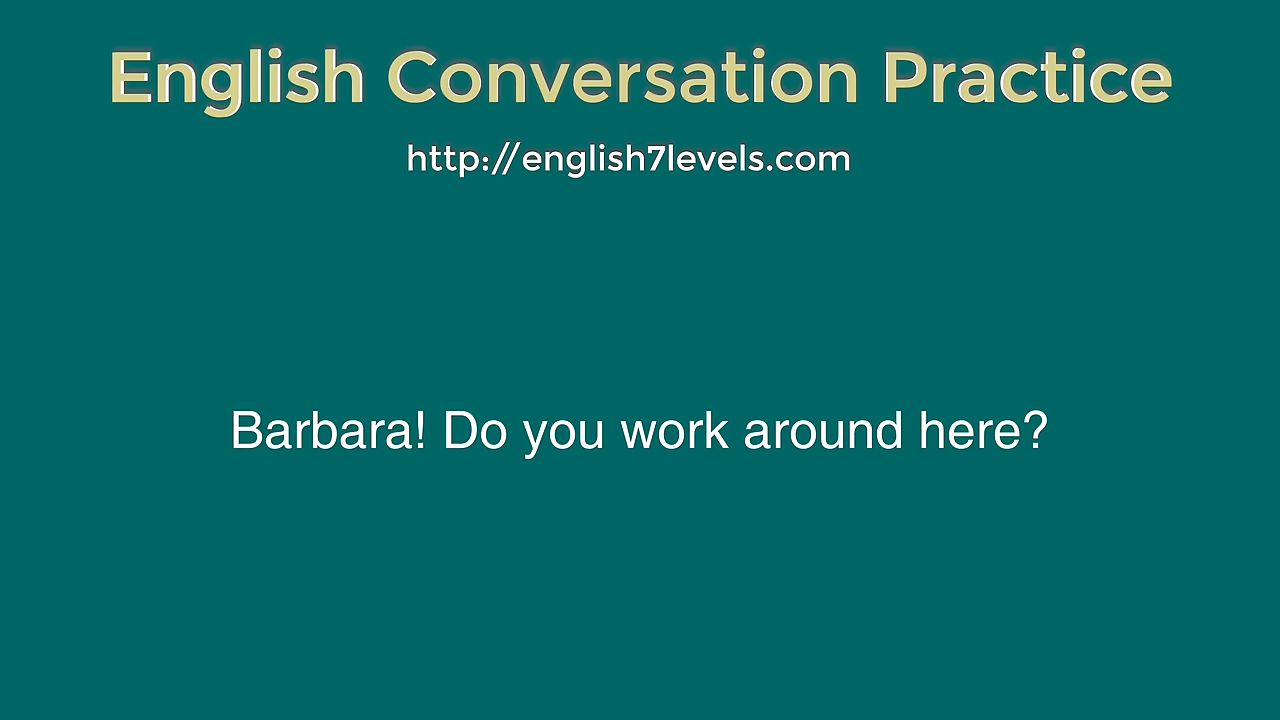 English Conversation Practice
http://english7levels.com
Barbara! Do you work around here?